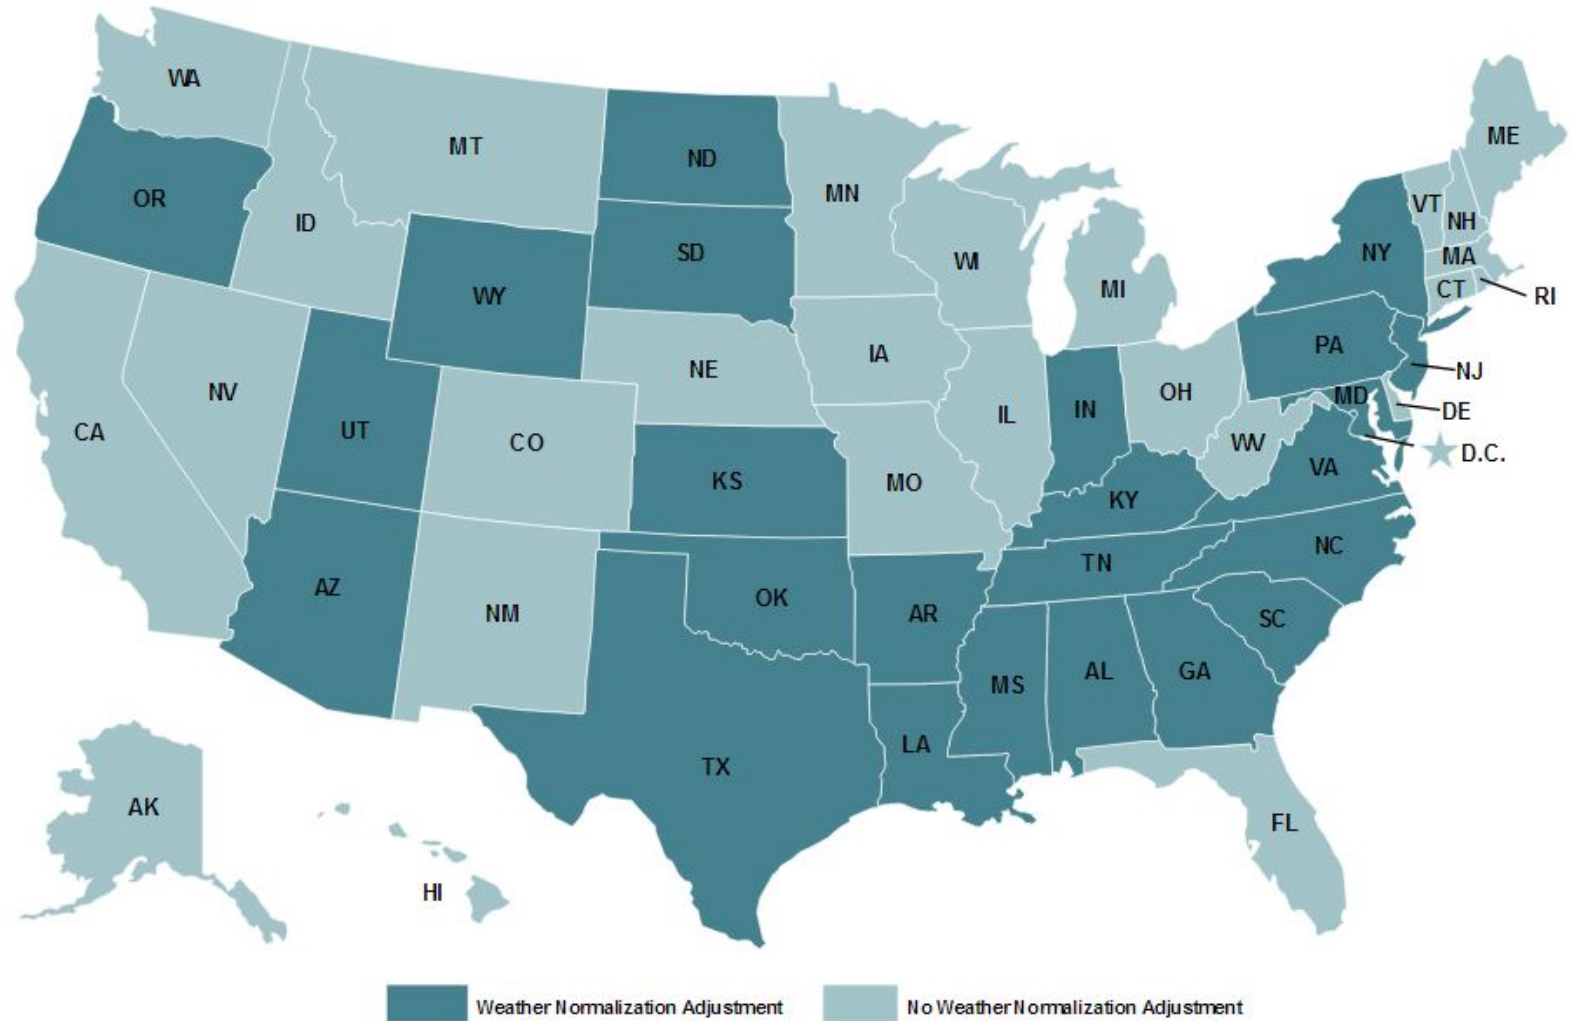 WA
MT
ND
ME
OR
ID
MN
VT
NH
SD
WI
NY
MA
WY
MI
CT
RI
IA
PA
NE
NV
OH
NJ
UT
CO
IL
IN
MD
DE
CA
WV
D.C.
KS
MO
KY
VA
AZ
NM
OK
AR
TN
NC
SC
MS
AL
GA
LA
TX
AK
HI
FL
Weather Normalization Adjustment
No Weather Normalization Adjustment